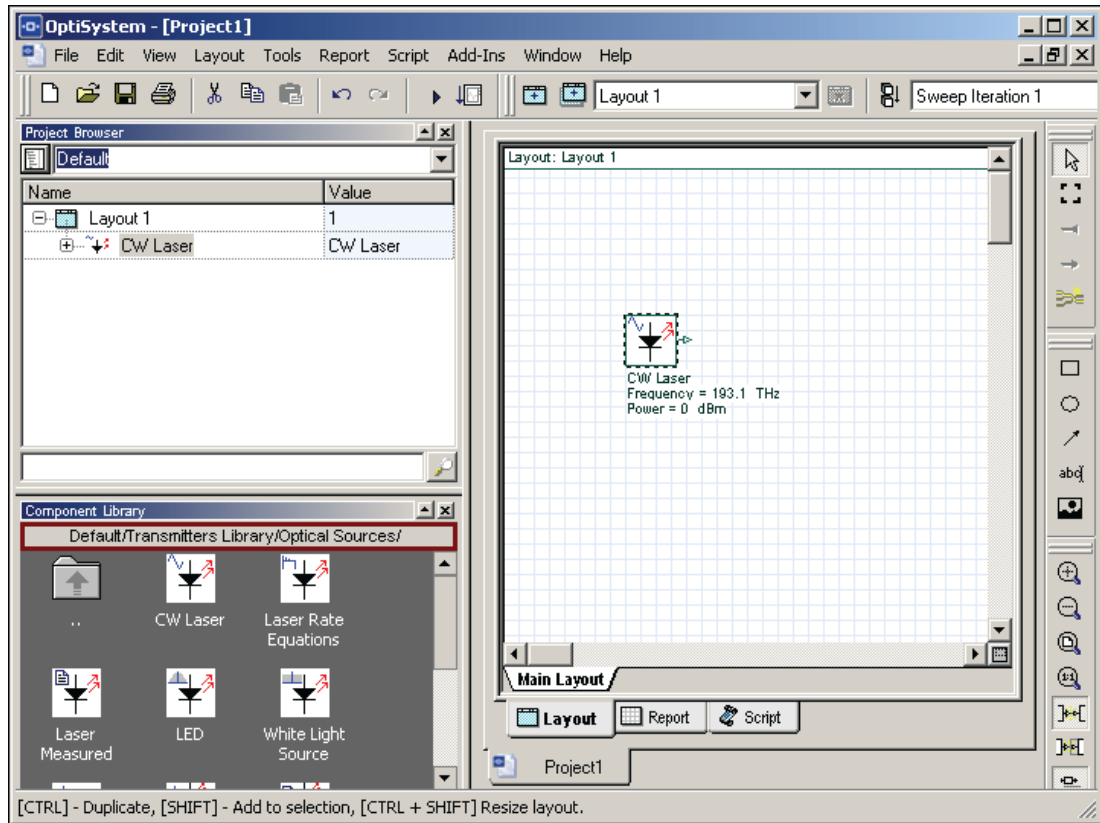 OptiSystem - [Project1]
File Edit View Layout Tools Report Script Add-Ins Window Help
Layout 1
Sweep Iteration 1
Project Browser
Default
Name Value
Layout 1 1
CW Laser CW Laser
Layout: Layout 1
CW Laser
Frequency = 193.1 THz
Power = 0 dBm
abc
Component Library
Default/Transmitters Library/Optical Sources/
..
CW Laser
Laser Rate
Equations
Laser
Measured
LED
White Light
Source
Main Layout
Layout Report Script
Project1
1:1
[CTRL] - Duplicate, [SHIFT] - Add to selection, [CTRL + SHIFT] Resize layout.